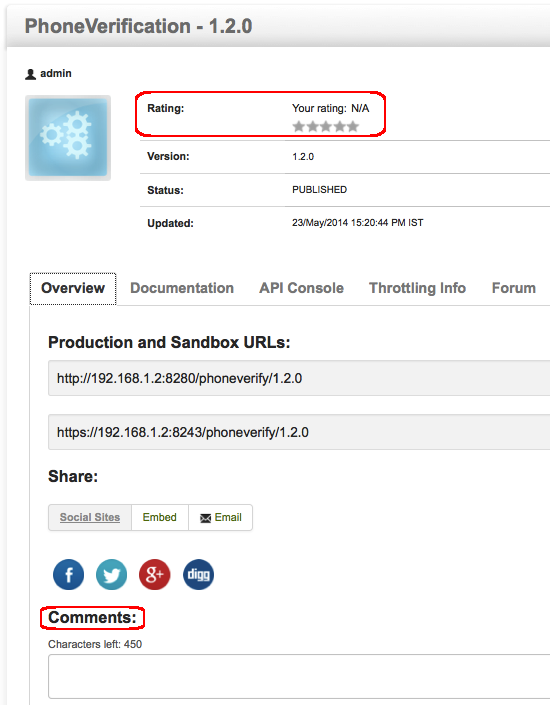 PhoneVerification - 1.2.0
admin
Rating: Your rating: N/A
Version: 1.2.0
Status: PUBLISHED
Updated: 23/May/2014 15:20:44 PM IST
Overview Documentation API Console Throttling Info Forum
Production and Sandbox URLs:
http://192.168.1.2:8280/phoneverify/1.2.0
https://192.168.1.2:8243/phoneverify/1.2.0
Share:
Social Sites Embed Email
f g+ digg
Comments:
Characters left: 450